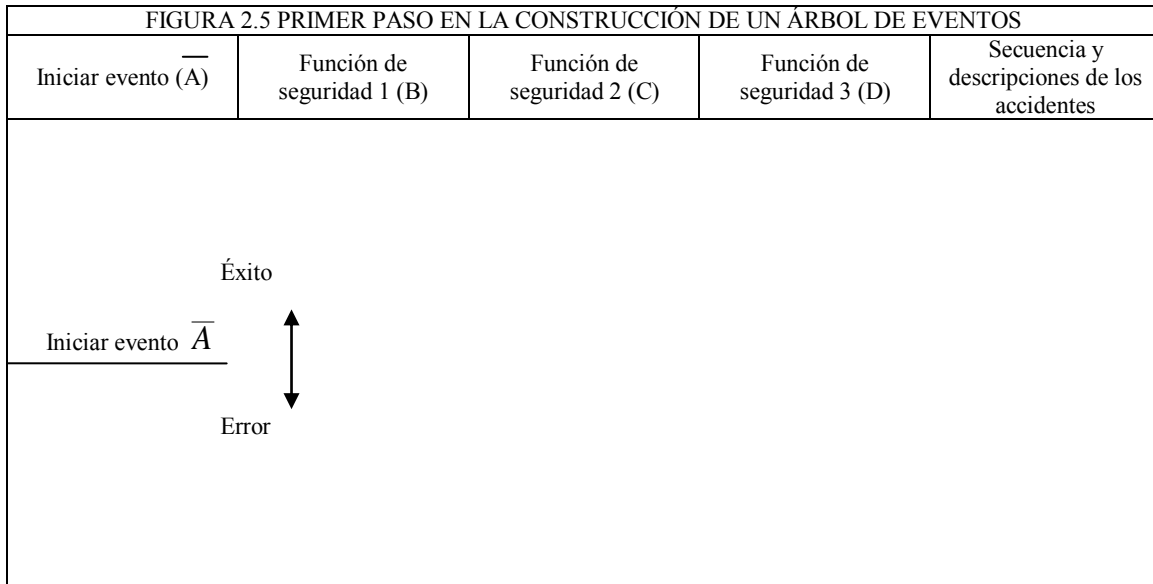 FIGURA 2.5 PRIMER PASO EN LA CONSTRUCCIÓN DE UN ÁRBOL DE EVENTOS
Iniciar evento (A̅)
Función de
seguridad 1 (B)
Función de
seguridad 2 (C)
Función de
seguridad 3 (D)
Secuencia y
descripciones de los
accidentes
Éxito
Iniciar evento A̅
Error